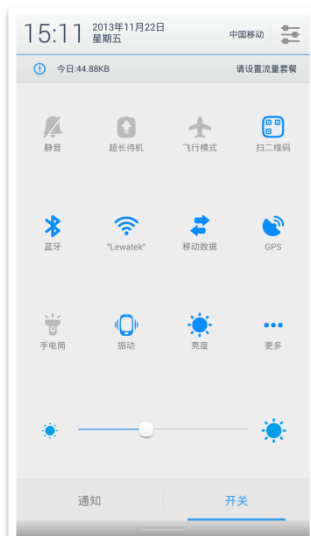 15:11 2013年11月22日 星期五 中国移动
今日:44.88KB 请设置流量套餐
静音 超长待机 飞行模式 扫二维码
蓝牙 "Lewatek" 移动数据 GPS
手电筒 振动 亮度 更多
通知 开关